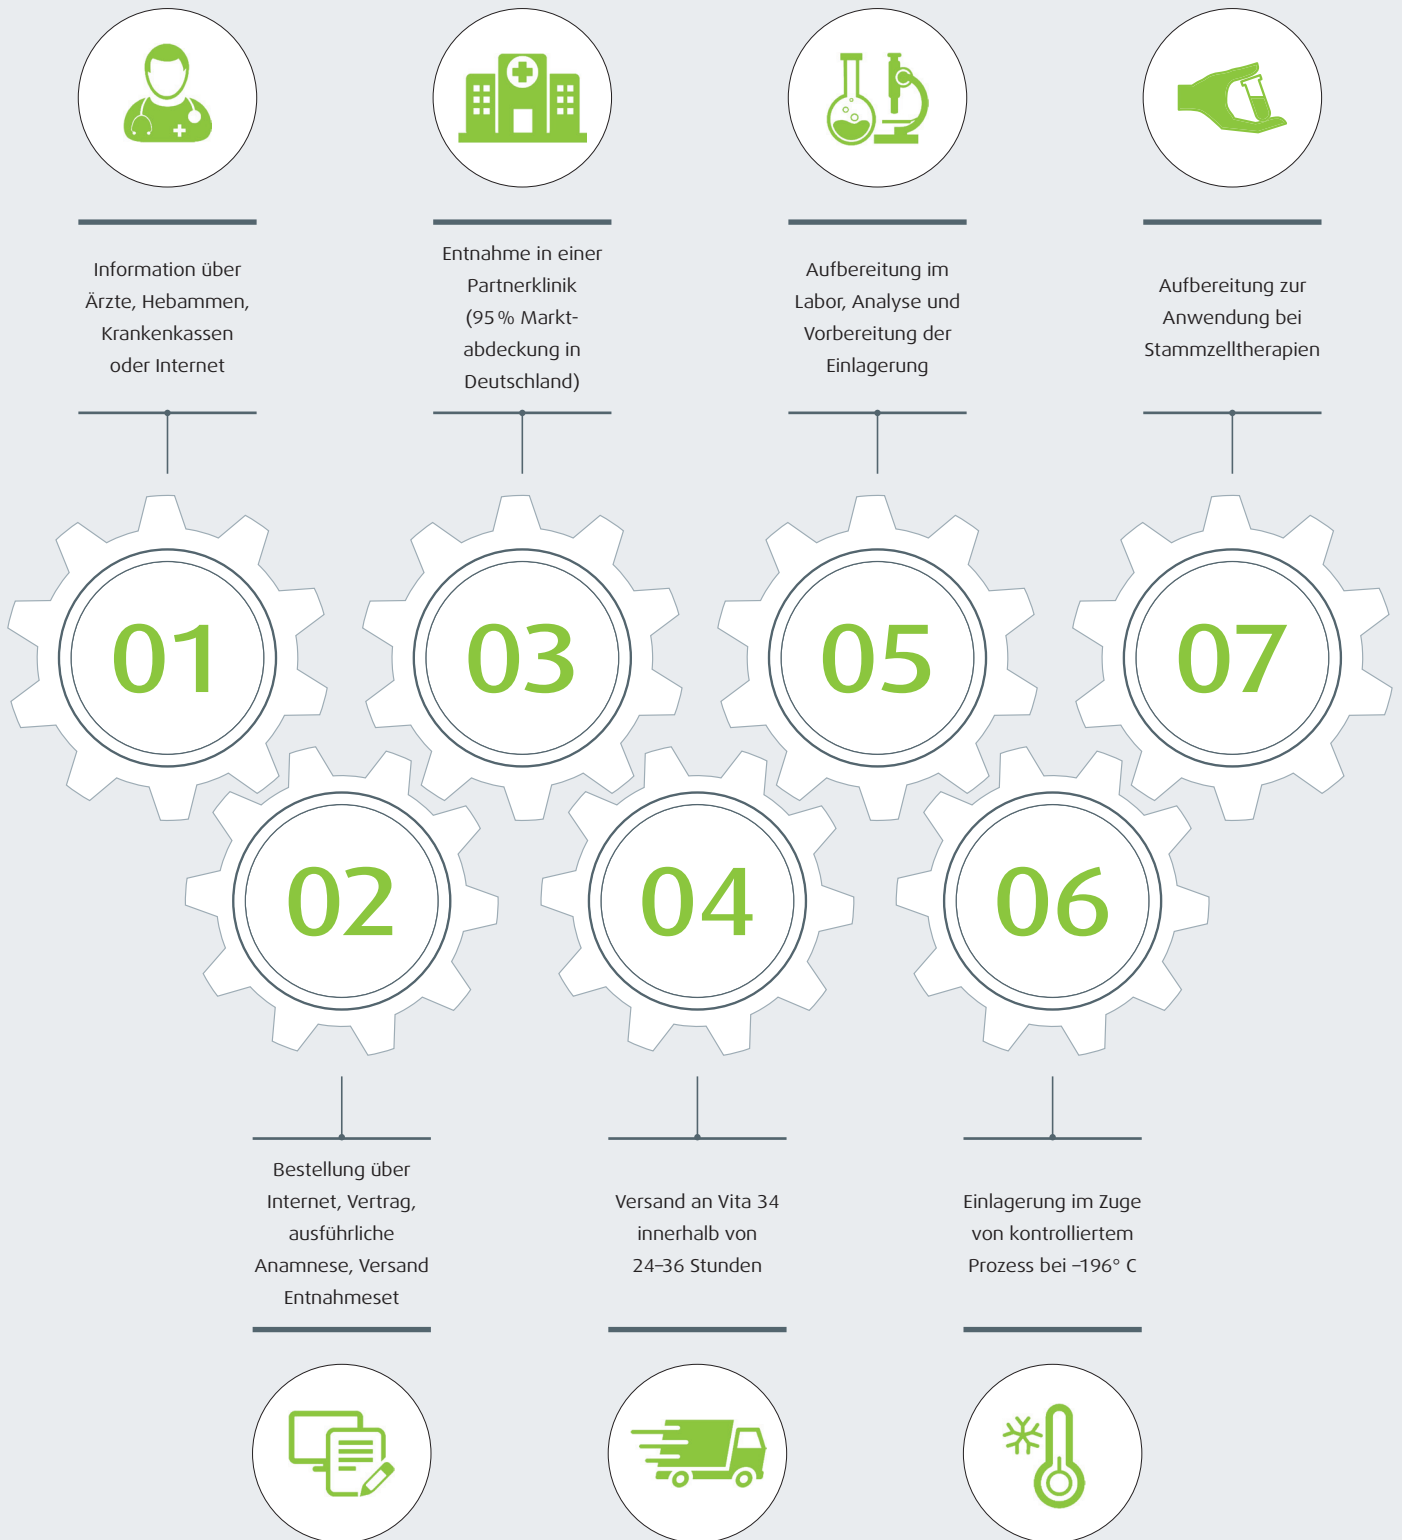 Information über
Ärzte, Hebammen,
Krankenkassen
oder Internet
Entnahme in einer
Partnerklinik
(95 % Markt-
abdeckung in
Deutschland)
Aufbereitung im
Labor, Analyse und
Vorbereitung der
Einlagerung
Aufbereitung zur
Anwendung bei
Stammzelltherapien
01
03
05
07
02
04
06
Bestellung über
Internet, Vertrag,
ausführliche
Anamnese, Versand
Entnahmeset
Versand an Vita 34
innerhalb von
24–36 Stunden
Einlagerung im Zuge
von kontrolliertem
Prozess bei –196° C